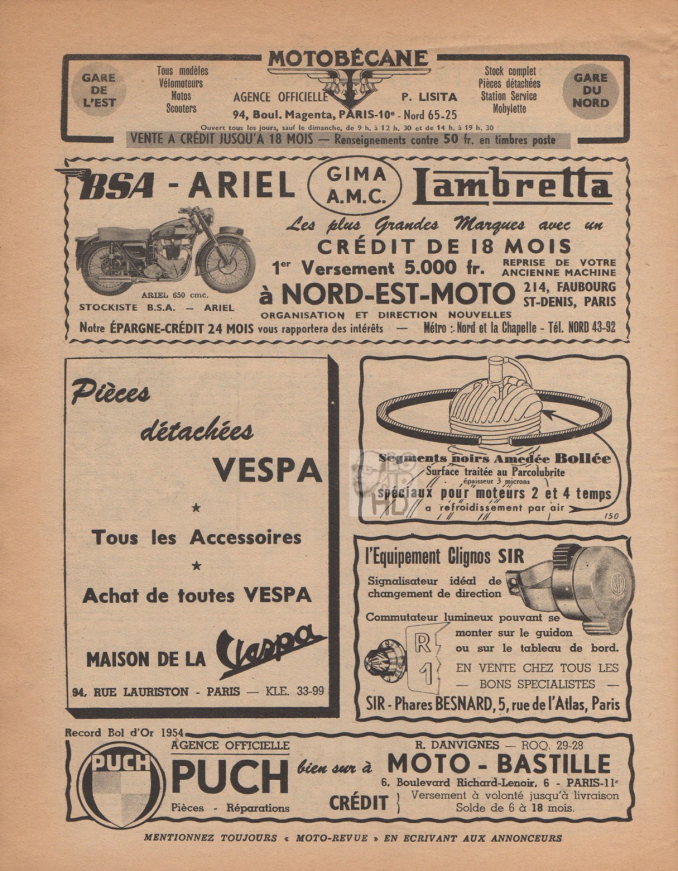 MOTOBÉCANE
GARE
DE
L'EST
Tous modèles
Vélomoteurs
Motos
Scooters
AGENCE OFFICIELLE P. LISITA
Stock complet
Pièces détachées
Station Service
Mobylette
GARE
DU
NORD
94, Boul. Magenta, PARIS-10e - Nord 65-25
Ouvert tous les jours, sauf le dimanche, de 9 h. à 12 h. 30 et de 14 h. à 19 h. 30
VENTE A CRÉDIT JUSQU'A 18 MOIS — Renseignements contre 50 fr. en timbres poste
BSA - ARIEL
GIMA
A.M.C.
Lambretta
Les plus Grandes Marques avec un
CRÉDIT DE 18 MOIS
1er Versement 5.000 fr.
REPRISE DE VOTRE
ANCIENNE MACHINE
ARIEL 650 cmc.
STOCKISTE B.S.A. — ARIEL
à NORD-EST-MOTO
214, FAUBOURG
ST-DENIS, PARIS
ORGANISATION ET DIRECTION NOUVELLES
Notre ÉPARGNE-CRÉDIT 24 MOIS vous rapportera des intérêts — Métro : Nord et la Chapelle - Tél. NORD 43-92
Pièces
détachées
VESPA
Tous les Accessoires
Achat de toutes VESPA
MAISON DE LA Vespa
94, RUE LAURISTON - PARIS — KLE. 33-99
Segments noirs Amedée Bollée
Surface traitée au Parcolubrite
épaisseur 3 microns
spéciaux pour moteurs 2 et 4 temps
a refroidissement par air
150
l'Equipement Clignos SIR
Signalisateur idéal de
changement de direction
Commutateur lumineux pouvant se
monter sur le guidon
ou sur le tableau de bord.
R
1
EN VENTE CHEZ TOUS LES
— BONS SPECIALISTES —
SIR - Phares BESNARD, 5, rue de l'Atlas, Paris
Record Bol d'Or 1954
PUCH
AGENCE OFFICIELLE
PUCH
Pièces - Réparations
bien sur à
R. DANVIGNES — ROQ. 29-28
MOTO - BASTILLE
6, Boulevard Richard-Lenoir, 6 - PARIS-11e
CRÉDIT }
Versement à volonté jusqu'à livraison
Solde de 6 à 18 mois.
MENTIONNEZ TOUJOURS « MOTO-REVUE » EN ECRIVANT AUX ANNONCEURS